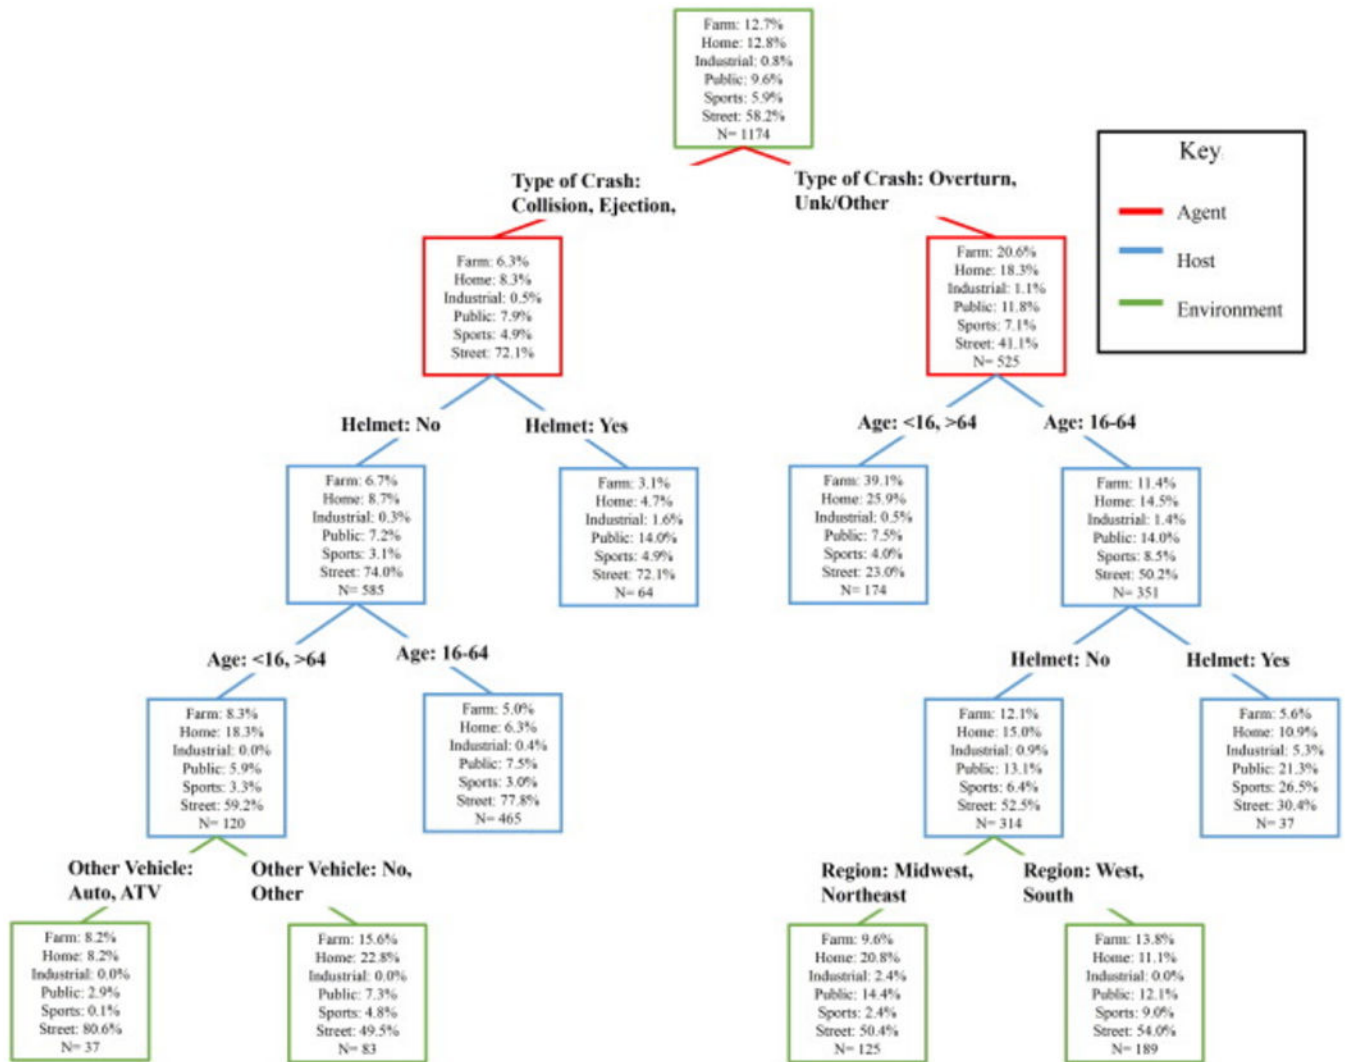 Farm: 12.7%
Home: 12.8%
Industrial: 0.8%
Public: 9.6%
Sports: 5.9%
Street: 58.2%
N= 1174
Key
Agent
Host
Environment
Type of Crash:
Collision, Ejection,
Type of Crash: Overturn,
Unk/Other
Farm: 6.3%
Home: 8.3%
Industrial: 0.5%
Public: 7.9%
Sports: 4.9%
Street: 72.1%
Farm: 20.6%
Home: 18.3%
Industrial: 1.1%
Public: 11.8%
Sports: 7.1%
Street: 41.1%
N= 525
Helmet: No
Helmet: Yes
Age: <16, >64
Age: 16-64
Farm: 6.7%
Home: 8.7%
Industrial: 0.3%
Public: 7.2%
Sports: 3.1%
Street: 74.0%
N= 585
Farm: 3.1%
Home: 4.7%
Industrial: 1.6%
Public: 14.0%
Sports: 4.9%
Street: 72.1%
N= 64
Farm: 39.1%
Home: 25.9%
Industrial: 0.5%
Public: 7.5%
Sports: 4.0%
Street: 23.0%
N= 174
Farm: 11.4%
Home: 14.5%
Industrial: 1.4%
Public: 14.0%
Sports: 8.5%
Street: 50.2%
N= 351
Age: <16, >64
Age: 16-64
Helmet: No
Helmet: Yes
Farm: 8.3%
Home: 18.3%
Industrial: 0.0%
Public: 5.9%
Sports: 3.3%
Street: 59.2%
N= 120
Farm: 5.0%
Home: 6.3%
Industrial: 0.4%
Public: 7.5%
Sports: 3.0%
Street: 77.8%
N= 465
Farm: 12.1%
Home: 15.0%
Industrial: 0.9%
Public: 13.1%
Sports: 6.4%
Street: 52.5%
N= 314
Farm: 5.6%
Home: 10.9%
Industrial: 5.3%
Public: 21.3%
Sports: 26.5%
Street: 30.4%
N= 37
Other Vehicle:
Auto, ATV
Other Vehicle: No,
Other
Region: Midwest,
Northeast
Region: West,
South
Farm: 8.2%
Home: 8.2%
Industrial: 0.0%
Public: 2.9%
Sports: 0.1%
Street: 80.6%
N= 37
Farm: 15.6%
Home: 22.8%
Industrial: 0.0%
Public: 7.3%
Sports: 4.8%
Street: 49.5%
N= 83
Farm: 9.6%
Home: 20.8%
Industrial: 2.4%
Public: 14.4%
Sports: 2.4%
Street: 50.4%
N= 125
Farm: 13.8%
Home: 11.1%
Industrial: 0.0%
Public: 12.1%
Sports: 9.0%
Street: 54.0%
N= 189